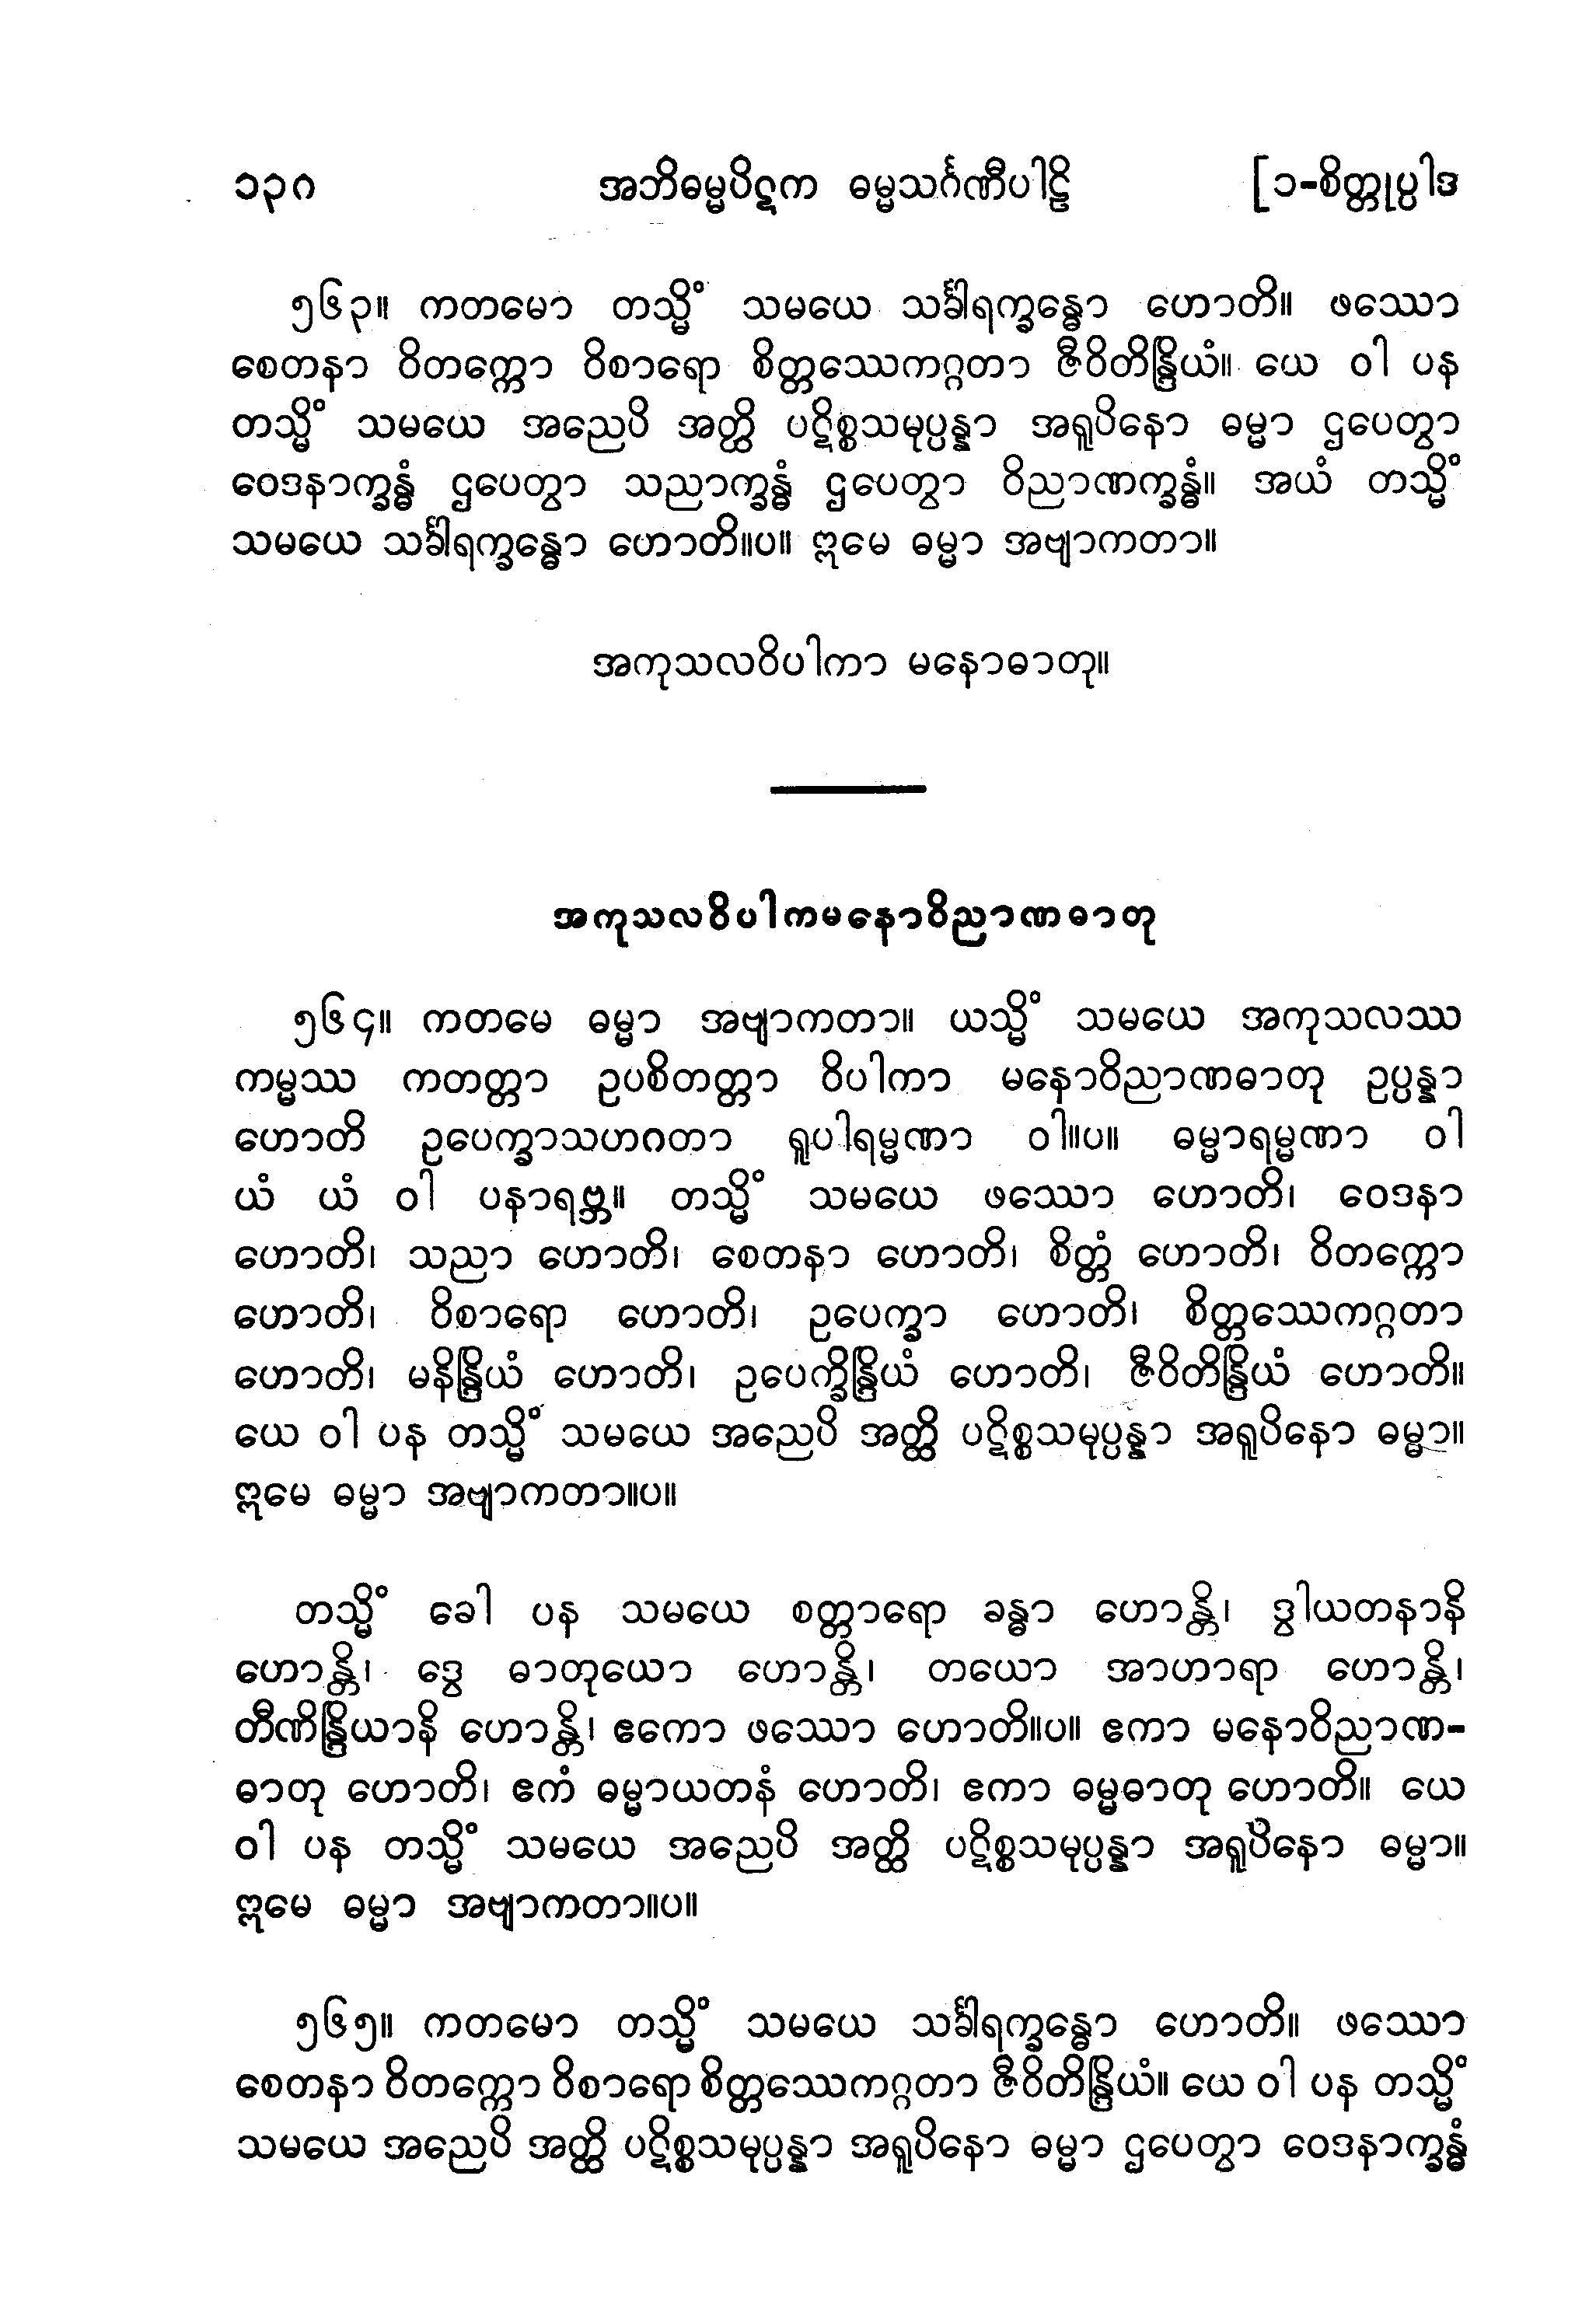 ၁၃၈ အဘိဓမ္မပိဋက ဓမ္မသင်္ဂဏီပါဠိ [၁-စိတ္တုပ္ပါဒ
၅၆၃။ ကတမော တသ္မိံ သမယေ သင်္ခါရက္ခန္ဓော ဟောတိ။ ဖဿော
စေတနာ ဝိတက္ကော ဝိစာရော စိတ္တဿေကဂ္ဂတာ ဇီဝိတိန္ဒြိယံ။ ယေ ဝါ ပန
တသ္မိံ သမယေ အညေပိ အတ္ထိ ပဋိစ္စသမုပ္ပန္နာ အရူပိနော ဓမ္မာ ဌပေတွာ
ဝေဒနာက္ခန္ဓံ ဌပေတွာ သညာက္ခန္ဓံ ဌပေတွာ ဝိညာဏက္ခန္ဓံ။ အယံ တသ္မိံ
သမယေ သင်္ခါရက္ခန္ဓော ဟောတိ။ပ။ ဣမေ ဓမ္မာ အဗျာကတာ။
အကုသလဝိပါကာ မနောဓာတု။
အကုသလဝိပါကမနောဝိညာဏဓာတု
၅၆၄။ ကတမေ ဓမ္မာ အဗျာကတာ။ ယသ္မိံ သမယေ အကုသလဿ
ကမ္မဿ ကတတ္တာ ဥပစိတတ္တာ ဝိပါကာ မနောဝိညာဏဓာတု ဥပ္ပန္နာ
ဟောတိ ဥပေက္ခာသဟဂတာ ရူပါရမ္မဏာ ဝါ။ပ။ ဓမ္မာရမ္မဏာ ဝါ
ယံ ယံ ဝါ ပနာရဗ္ဘ။ တသ္မိံ သမယေ ဖဿော ဟောတိ၊ ဝေဒနာ
ဟောတိ၊ သညာ ဟောတိ၊ စေတနာ ဟောတိ၊ စိတ္တံ ဟောတိ၊ ဝိတက္ကော
ဟောတိ၊ ဝိစာရော ဟောတိ၊ ဥပေက္ခာ ဟောတိ၊ စိတ္တဿေကဂ္ဂတာ
ဟောတိ၊ မနိန္ဒြိယံ ဟောတိ၊ ဥပေက္ခိန္ဒြိယံ ဟောတိ၊ ဇီဝိတိန္ဒြိယံ ဟောတိ။
ယေ ဝါ ပန တသ္မိံ သမယေ အညေပိ အတ္ထိ ပဋိစ္စသမုပ္ပန္နာ အရူပိနော ဓမ္မာ။
ဣမေ ဓမ္မာ အဗျာကတာ။ပ။
တသ္မိံ ခေါ ပန သမယေ စတ္တာရော ခန္ဓာ ဟောန္တိ၊ ဒွါယတနာနိ
ဟောန္တိ၊ ဒွေ ဓာတုယော ဟောန္တိ၊ တယော အာဟာရာ ဟောန္တိ၊
တီဏိန္ဒြိယာနိ ဟောန္တိ၊ ဧကော ဖဿော ဟောတိ။ပ။ ဧကာ မနောဝိညာဏ-
ဓာတု ဟောတိ၊ ဧကံ ဓမ္မာယတနံ ဟောတိ၊ ဧကာ ဓမ္မဓာတု ဟောတိ။ ယေ
ဝါ ပန တသ္မိံ သမယေ အညေပိ အတ္ထိ ပဋိစ္စသမုပ္ပန္နာ အရူပိနော ဓမ္မာ။
ဣမေ ဓမ္မာ အဗျာကတာ။ပ။
၅၆၅။ ကတမော တသ္မိံ သမယေ သင်္ခါရက္ခန္ဓော ဟောတိ။ ဖဿော
စေတနာ ဝိတက္ကော ဝိစာရော စိတ္တဿေကဂ္ဂတာ ဇီဝိတိန္ဒြိယံ။ ယေ ဝါ ပန တသ္မိံ
သမယေ အညေပိ အတ္ထိ ပဋိစ္စသမုပ္ပန္နာ အရူပိနော ဓမ္မာ ဌပေတွာ ဝေဒနာက္ခန္ဓံ